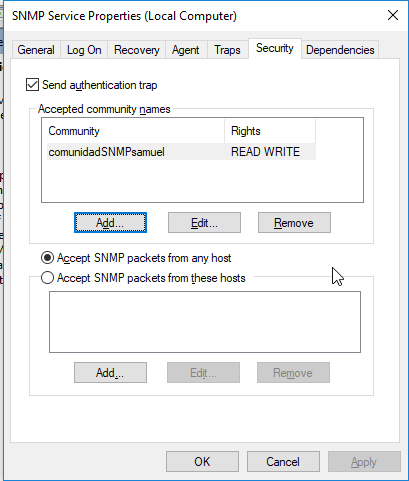 SNMP Service Properties (Local Computer)
General Log On Recovery Agent Traps Security Dependencies
Send authentication trap
Accepted community names
Community Rights
comunidadSNMPsamuel READ WRITE
Add... Edit... Remove
Accept SNMP packets from any host
Accept SNMP packets from these hosts
Add... Edit... Remove
OK Cancel Apply